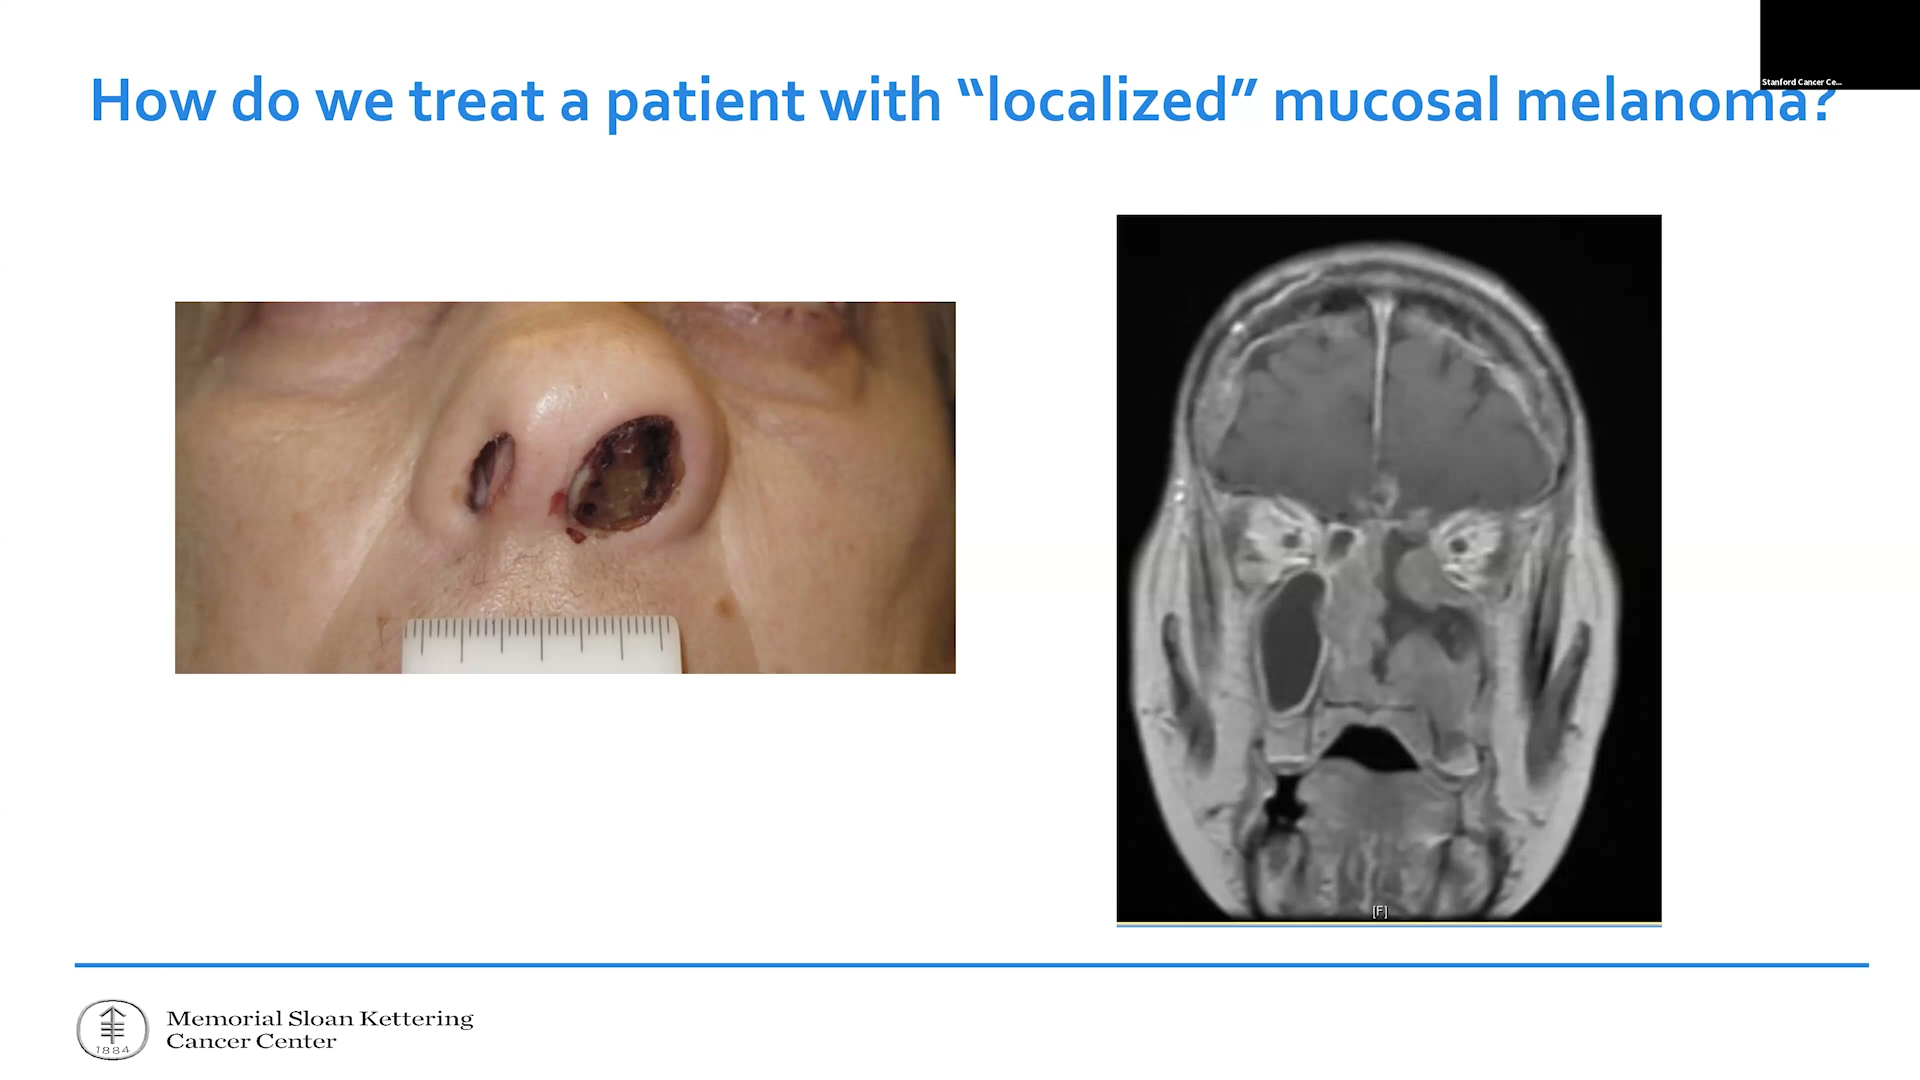 Stanford Cancer Ce...
How do we treat a patient with “localized” mucosal melanoma?
[F]
1884
Memorial Sloan Kettering
Cancer Center